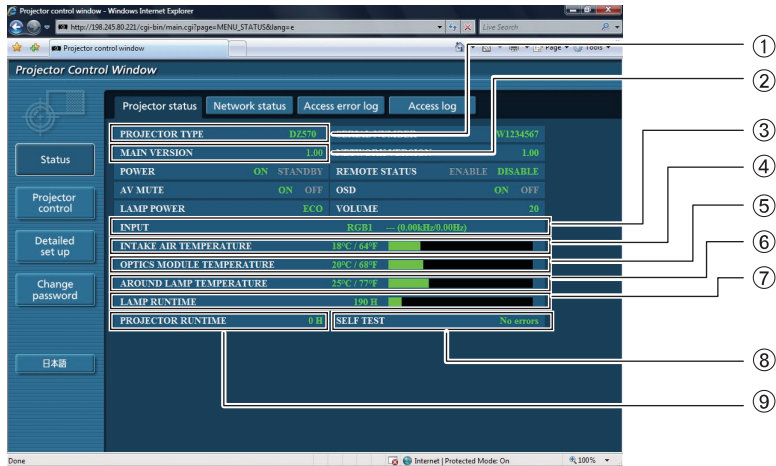 Projector Control window - Windows Internet Explorer
http://198.245.80.221/cgi-bin/main.cgi?page=MENU_STATUS&lang=e
Live Search
Projector control window
Page
Tools
Projector Control Window
Projector status
Network status
Access error log
Access log
Status
Projector control
Detailed set up
Change password
日本語
PROJECTOR TYPE DZ570 SERIAL NUMBER W1234567
MAIN VERSION 1.00 NETWORK VERSION 1.00
POWER ON STANDBY REMOTE STATUS ENABLE DISABLE
AV MUTE ON OFF OSD ON OFF
LAMP POWER ECO VOLUME 20
INPUT RGB1 --- (0.00kHz/0.00Hz)
INTAKE AIR TEMPERATURE 18°C / 64°F
OPTICS MODULE TEMPERATURE 20°C / 68°F
AROUND LAMP TEMPERATURE 25°C / 77°F
LAMP RUNTIME 190 H
PROJECTOR RUNTIME 0 H SELF TEST No errors
①
②
③
④
⑤
⑥
⑦
⑧
⑨
Done
Internet | Protected Mode: On
100%